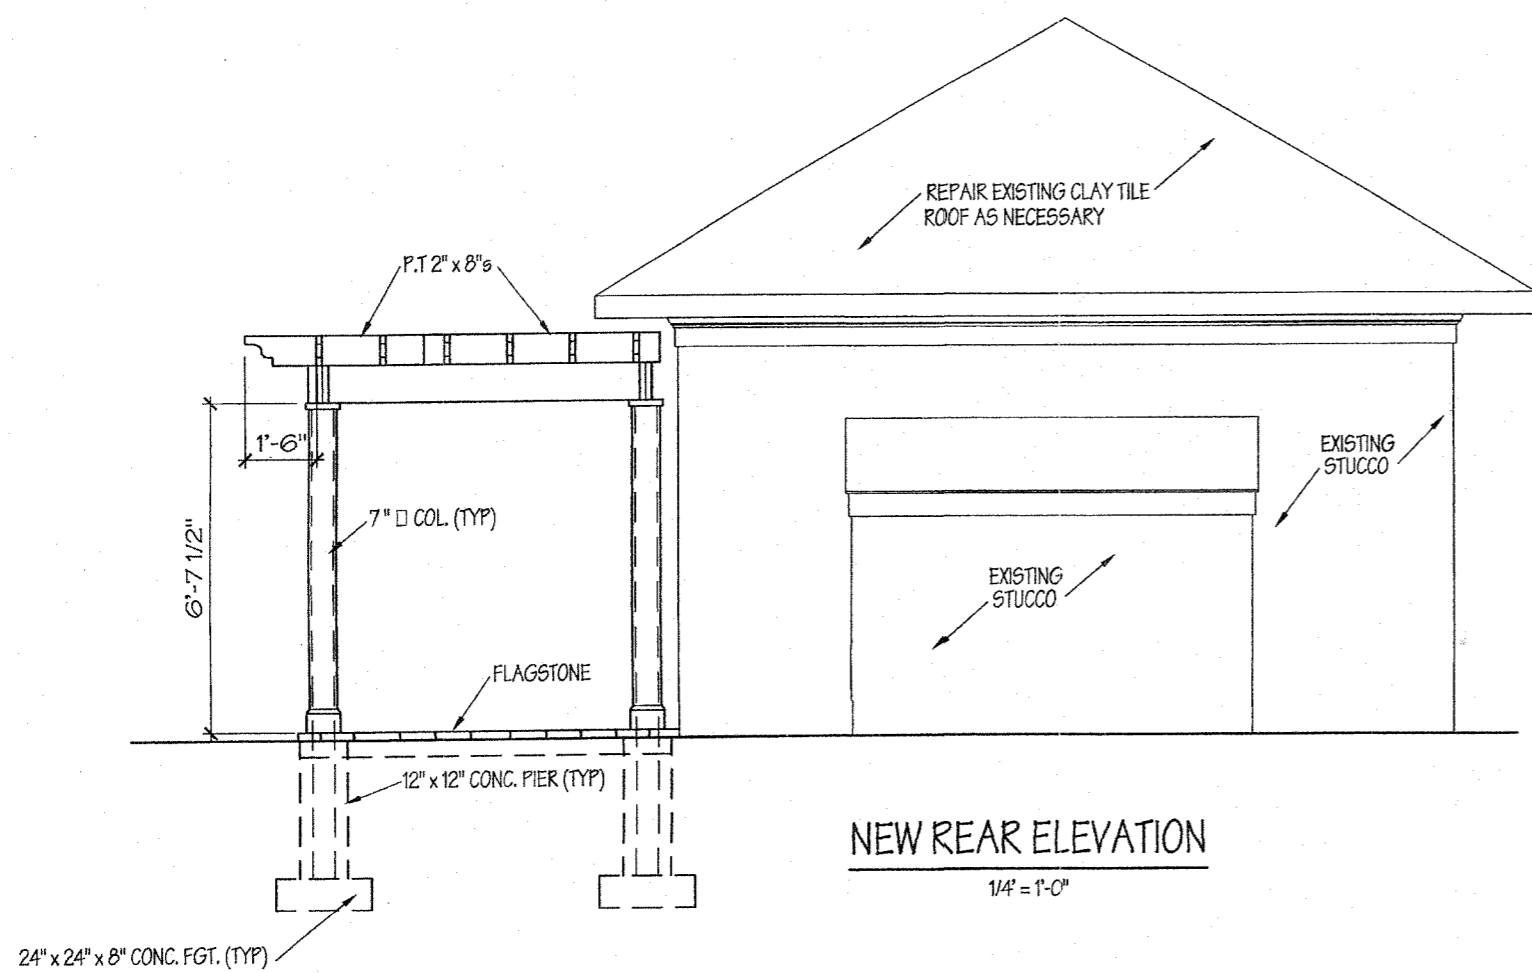 REPAIR EXISTING CLAY TILE
ROOF AS NECESSARY
P.T 2" x 8"s
1'-6"
EXISTING
STUCCO
7" □ COL. (TYP)
6'-7 1/2"
EXISTING
STUCCO
FLAGSTONE
12" x 12" CONC. PIER (TYP)
NEW REAR ELEVATION
1/4' = 1'-0"
24" x 24" x 8" CONC. FGT. (TYP)